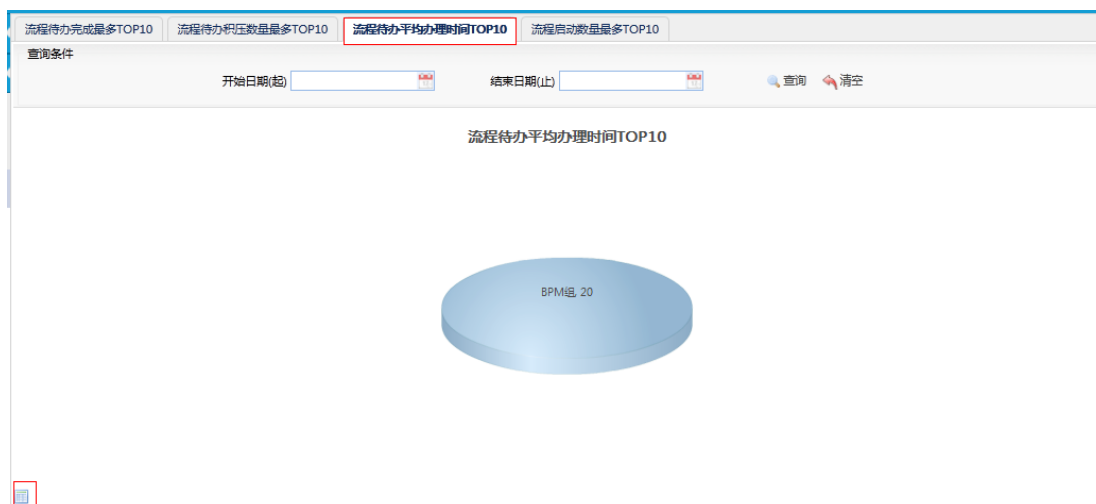 流程待办完成最多TOP10 流程待办积压数量最多TOP10 流程待办平均办理时间TOP10 流程启动数量最多TOP10
查询条件
开始日期(起) 结束日期(止) 查询 清空
流程待办平均办理时间TOP10
BPM组, 20